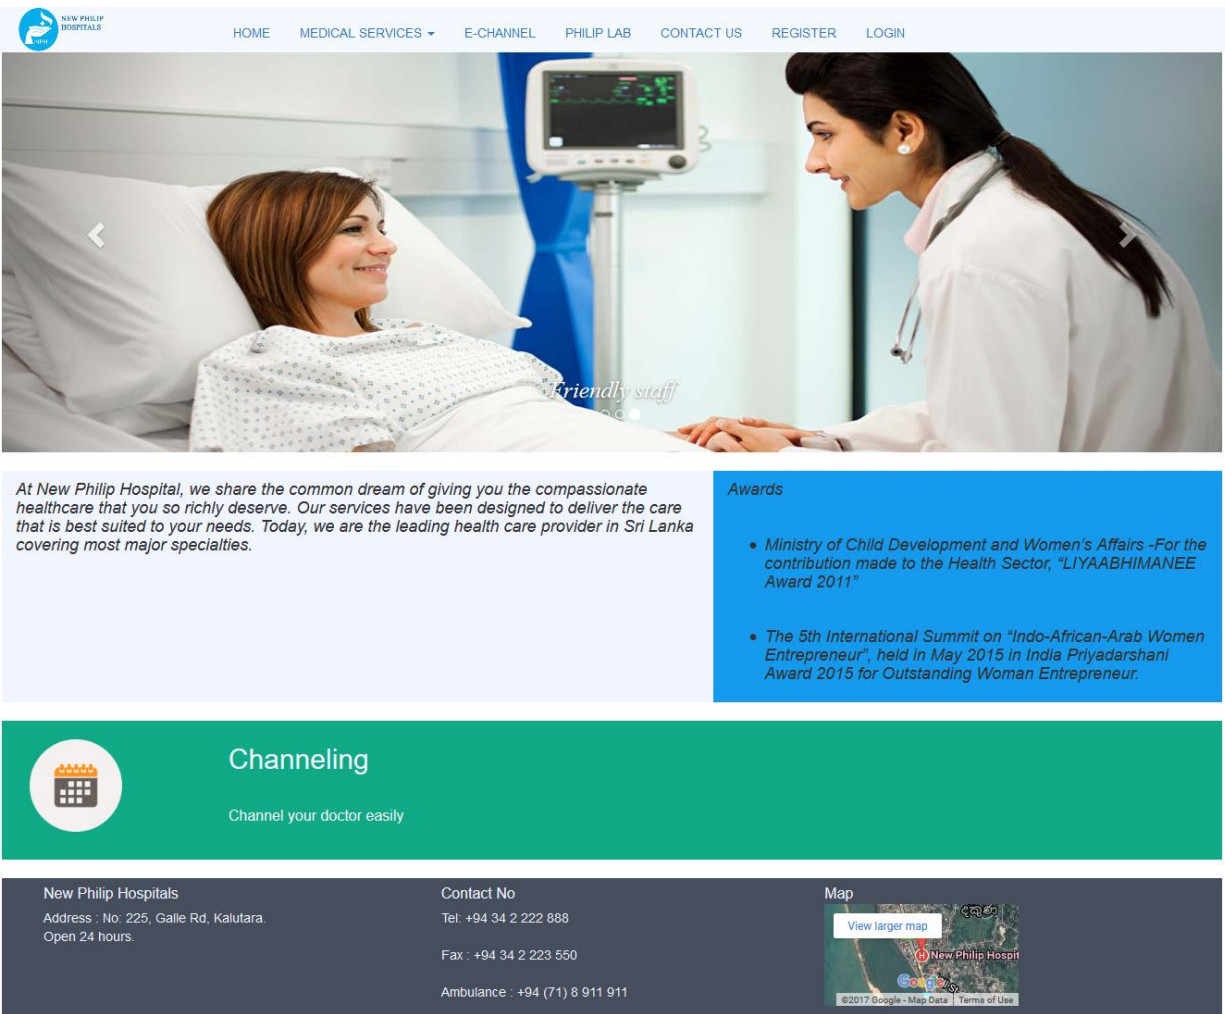 NEW PHILIP
HOSPITALS
NPH
HOME MEDICAL SERVICES E-CHANNEL PHILIP LAB CONTACT US REGISTER LOGIN
Friendly staff
At New Philip Hospital, we share the common dream of giving you the compassionate
healthcare that you so richly deserve. Our services have been designed to deliver the care
that is best suited to your needs. Today, we are the leading health care provider in Sri Lanka
covering most major specialties.
Awards
• Ministry of Child Development and Women’s Affairs -For the
contribution made to the Health Sector, “LIYAABHIMANEE
Award 2011”
• The 5th International Summit on “Indo-African-Arab Women
Entrepreneur”, held in May 2015 in India Priyadarshani
Award 2015 for Outstanding Woman Entrepreneur.
Channeling
Channel your doctor easily
New Philip Hospitals
Address : No: 225, Galle Rd, Kalutara.
Open 24 hours.
Contact No
Tel: +94 34 2 222 888
Fax : +94 34 2 223 550
Ambulance : +94 (71) 8 911 911
Map
දකුණ
View larger map
H New Philip Hospit
Google
©2017 Google - Map Data Terms of Use